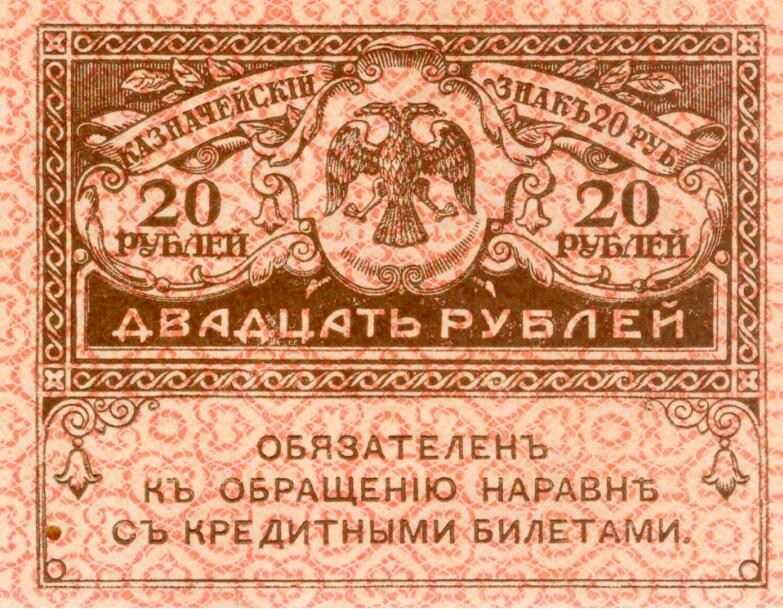 КАЗНАЧЕЙСКІЙ ЗНАКЪ 20 РУБ.
20 20
РУБЛЕЙ РУБЛЕЙ
ДВАДЦАТЬ РУБЛЕЙ
ОБЯЗАТЕЛЕНЪ
КЪ ОБРАЩЕНІЮ НАРАВНѢ
СЪ КРЕДИТНЫМИ БИЛЕТАМИ.